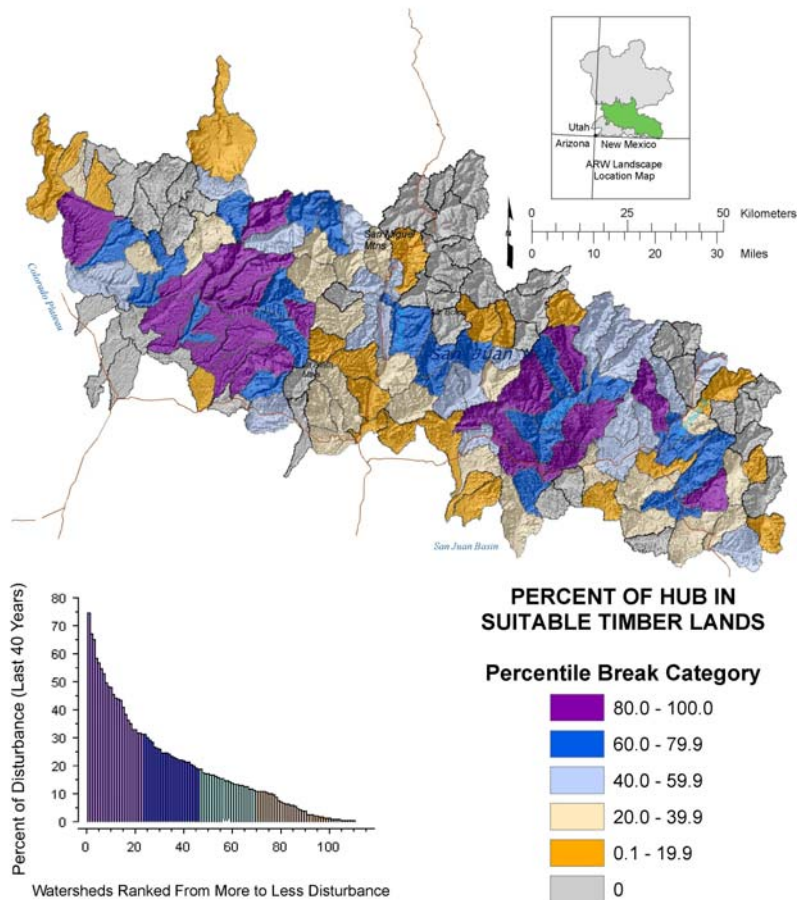 Utah
Arizona
New Mexico
ARW Landscape
Location Map
0
25
50
Kilometers
0
10
20
30
Miles
San Miguel
Mtns
Colorado Plateau
San Juan
San Juan Basin
PERCENT OF HUB IN
SUITABLE TIMBER LANDS
Percentile Break Category
80.0 - 100.0
60.0 - 79.9
40.0 - 59.9
20.0 - 39.9
0.1 - 19.9
0
Percent of Disturbance (Last 40 Years)
80
70
60
50
40
30
20
10
0
0
20
40
60
80
100
Watersheds Ranked From More to Less Disturbance